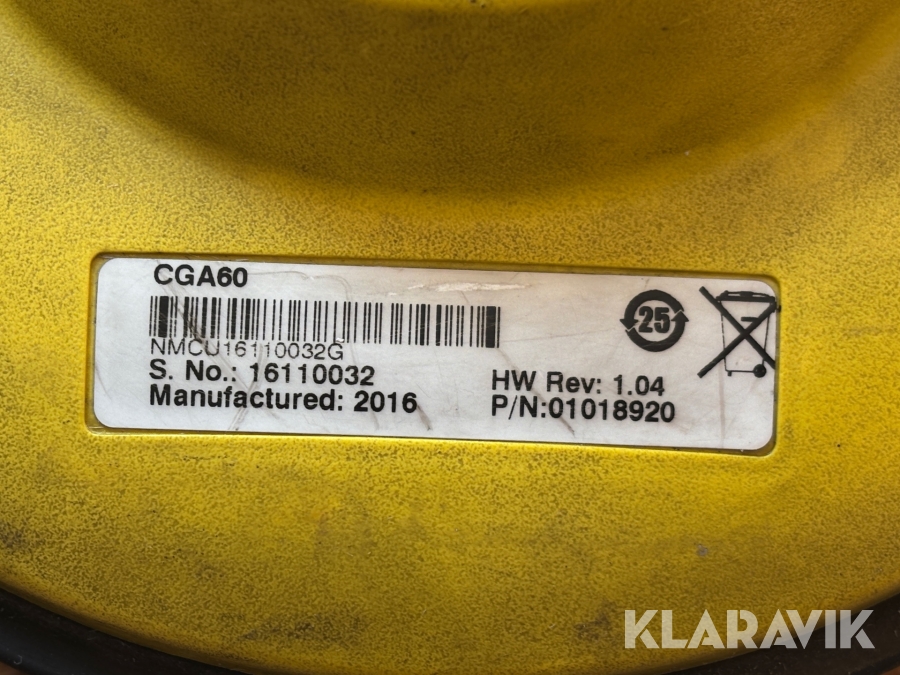 CGA60
NMCU16110032G
S. No.: 16110032
Manufactured: 2016
HW Rev: 1.04
P/N:01018920
25
KLARAVIK